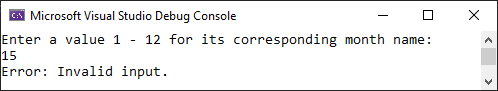 Microsoft Visual Studio Debug Console
Enter a value 1 - 12 for its corresponding month name:
15
Error: Invalid input.